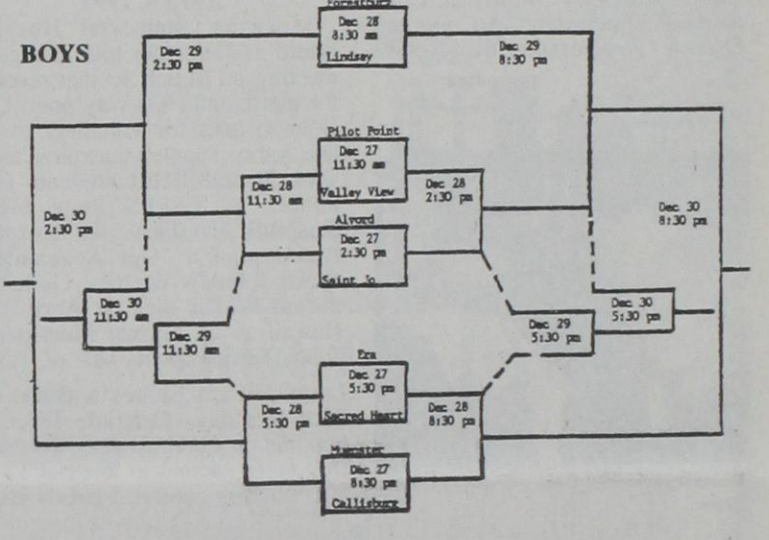 Forestburg
BOYS
Dec 29
2:30 pm
Dec 28
8:30 am
Lindsay
Dec 29
8:30 pm
Pilot Point
Dec 27
11:30 am
Valley View
Dec 28
11:30 am
Dec 28
2:30 pm
Alvord
Dec 27
2:30 pm
Saint Jo
Dec 30
2:30 pm
Dec 30
8:30 pm
Dec 30
11:30 am
Dec 29
11:30 am
Dec 29
5:30 pm
Dec 30
5:30 pm
Era
Dec 27
5:30 pm
Sacred Heart
Dec 28
5:30 pm
Dec 28
8:30 pm
Muenster
Dec 27
8:30 pm
Callisburg